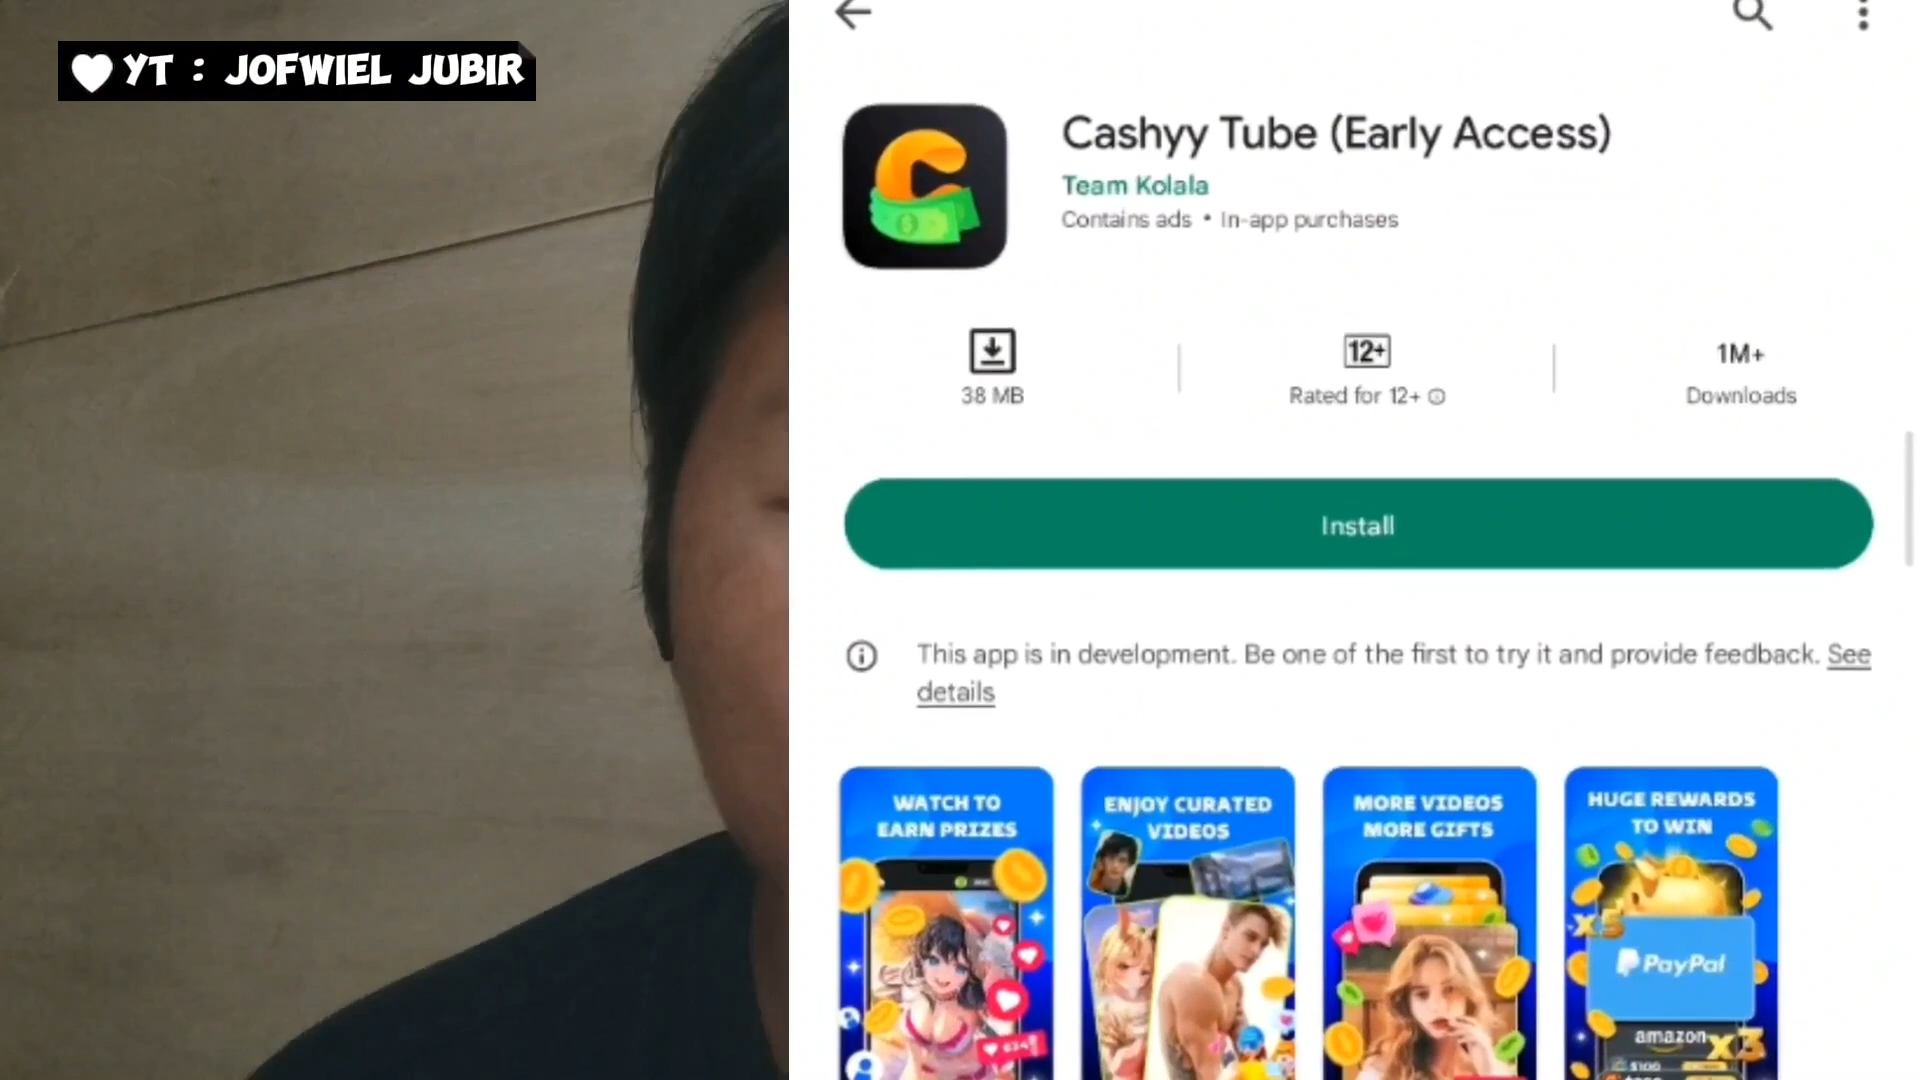 YT : JOFWIEL JUBIR
Cashyy Tube (Early Access)
Team Kolala
Contains ads • In-app purchases
38 MB
12+
Rated for 12+
1M+
Downloads
Install
This app is in development. Be one of the first to try it and provide feedback. See
details
WATCH TO
EARN PRIZES
ENJOY CURATED
VIDEOS
MORE VIDEOS
MORE GIFTS
HUGE REWARDS
TO WIN
X5
PayPal
amazon
X3
$100